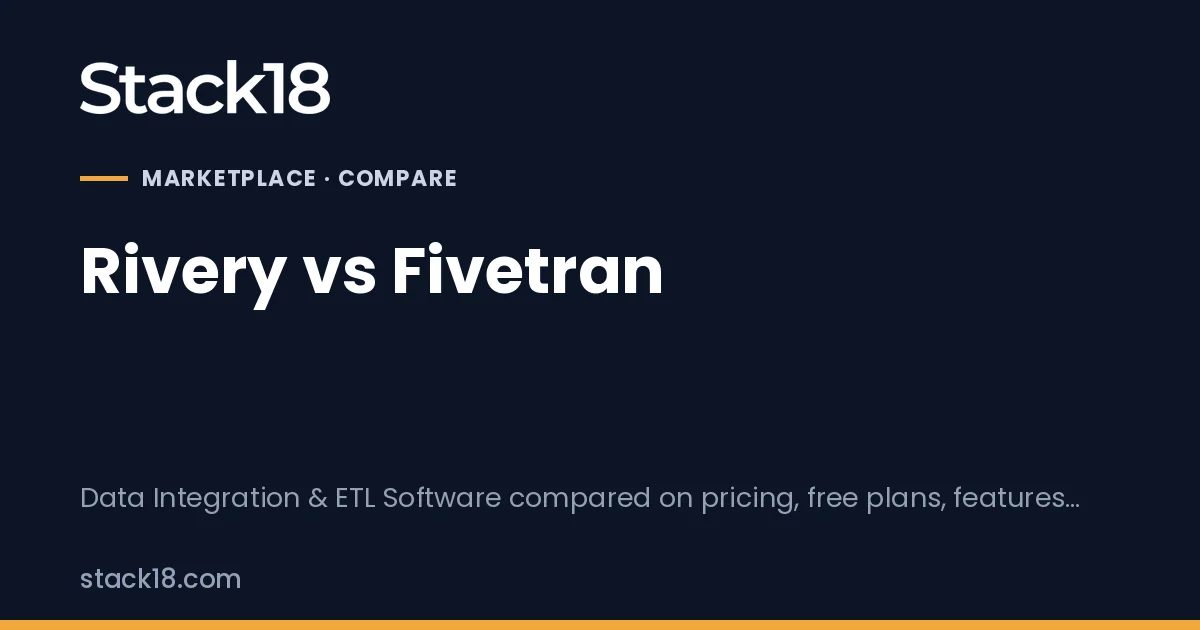 Stack18
MARKETPLACE · COMPARE
Rivery vs Fivetran
Data Integration & ETL Software compared on pricing, free plans, features...
stack18.com